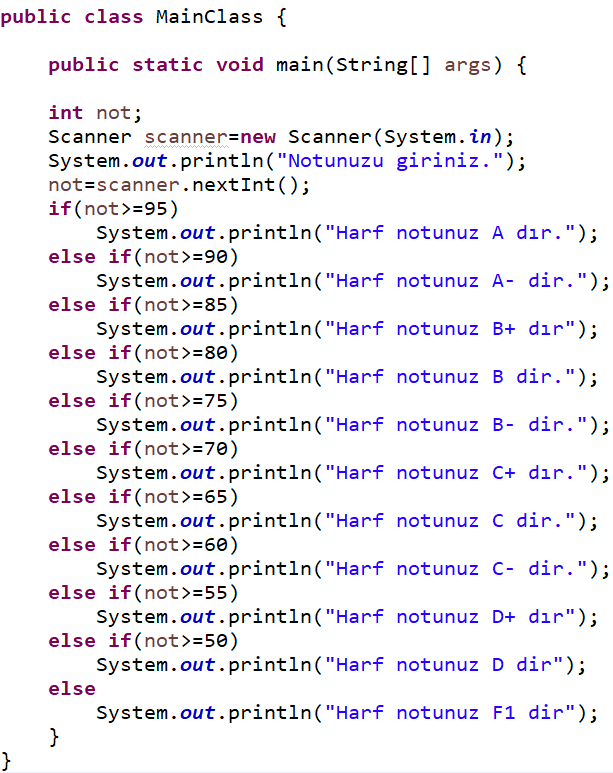 public class MainClass {
public static void main(String[] args) {
int not;
Scanner scanner=new Scanner(System.in);
System.out.println("Notunuzu giriniz.");
not=scanner.nextInt();
if(not>=95)
System.out.println("Harf notunuz A dır.");
else if(not>=90)
System.out.println("Harf notunuz A- dir.");
else if(not>=85)
System.out.println("Harf notunuz B+ dır");
else if(not>=80)
System.out.println("Harf notunuz B dir.");
else if(not>=75)
System.out.println("Harf notunuz B- dir.");
else if(not>=70)
System.out.println("Harf notunuz C+ dır.");
else if(not>=65)
System.out.println("Harf notunuz C dir.");
else if(not>=60)
System.out.println("Harf notunuz C- dir.");
else if(not>=55)
System.out.println("Harf notunuz D+ dır");
else if(not>=50)
System.out.println("Harf notunuz D dir");
else
System.out.println("Harf notunuz F1 dir");
}
}